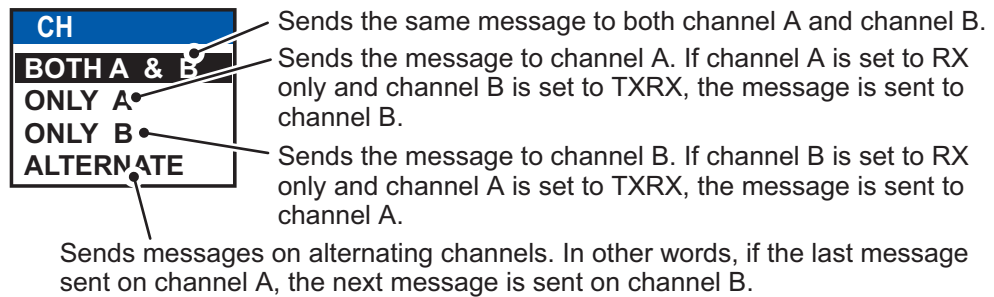 CH
BOTH A & B
ONLY A
ONLY B
ALTERNATE
Sends the same message to both channel A and channel B.
Sends the message to channel A. If channel A is set to RX
only and channel B is set to TXRX, the message is sent to
channel B.
Sends the message to channel B. If channel B is set to RX
only and channel A is set to TXRX, the message is sent to
channel A.
Sends messages on alternating channels. In other words, if the last message
sent on channel A, the next message is sent on channel B.